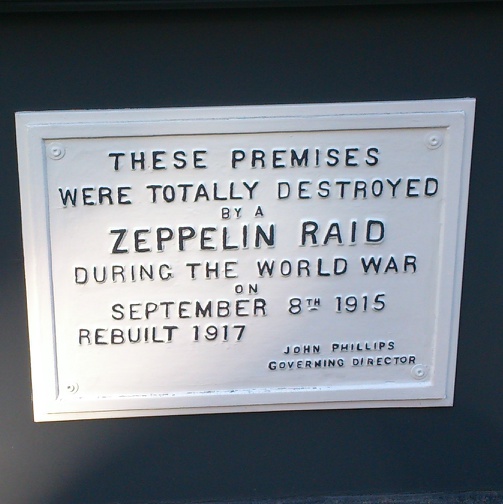 THESE PREMISES
WERE TOTALLY DESTROYED
BY A
ZEPPELIN RAID
DURING THE WORLD WAR
ON
SEPTEMBER 8TH 1915
REBUILT 1917
JOHN PHILLIPS
GOVERNING DIRECTOR